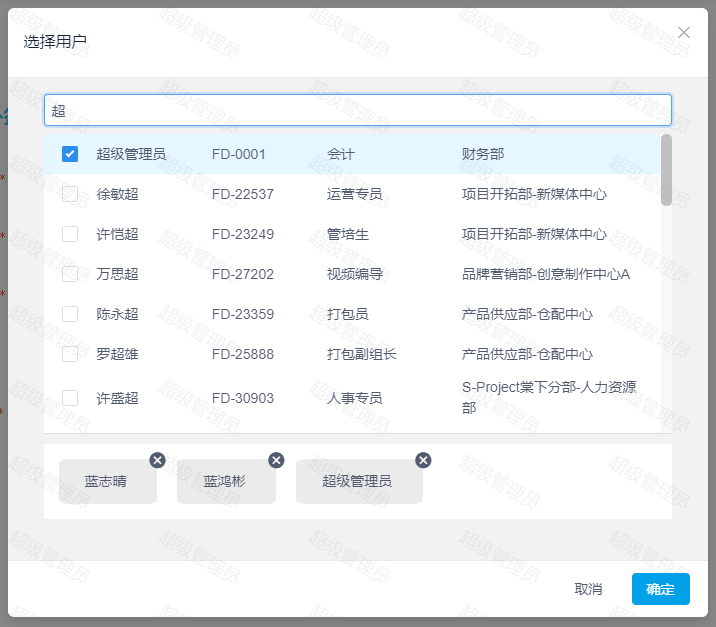 选择用户
超
超级管理员 FD-0001 会计 财务部
徐敏超 FD-22537 运营专员 项目开拓部-新媒体中心
许恺超 FD-23249 管培生 项目开拓部-新媒体中心
万思超 FD-27202 视频编导 品牌营销部-创意制作中心A
陈永超 FD-23359 打包员 产品供应部-仓配中心
罗超雄 FD-25888 打包副组长 产品供应部-仓配中心
许盛超 FD-30903 人事专员 S-Project棠下分部-人力资源
部
蓝志晴 蓝鸿彬 超级管理员
取消 确定